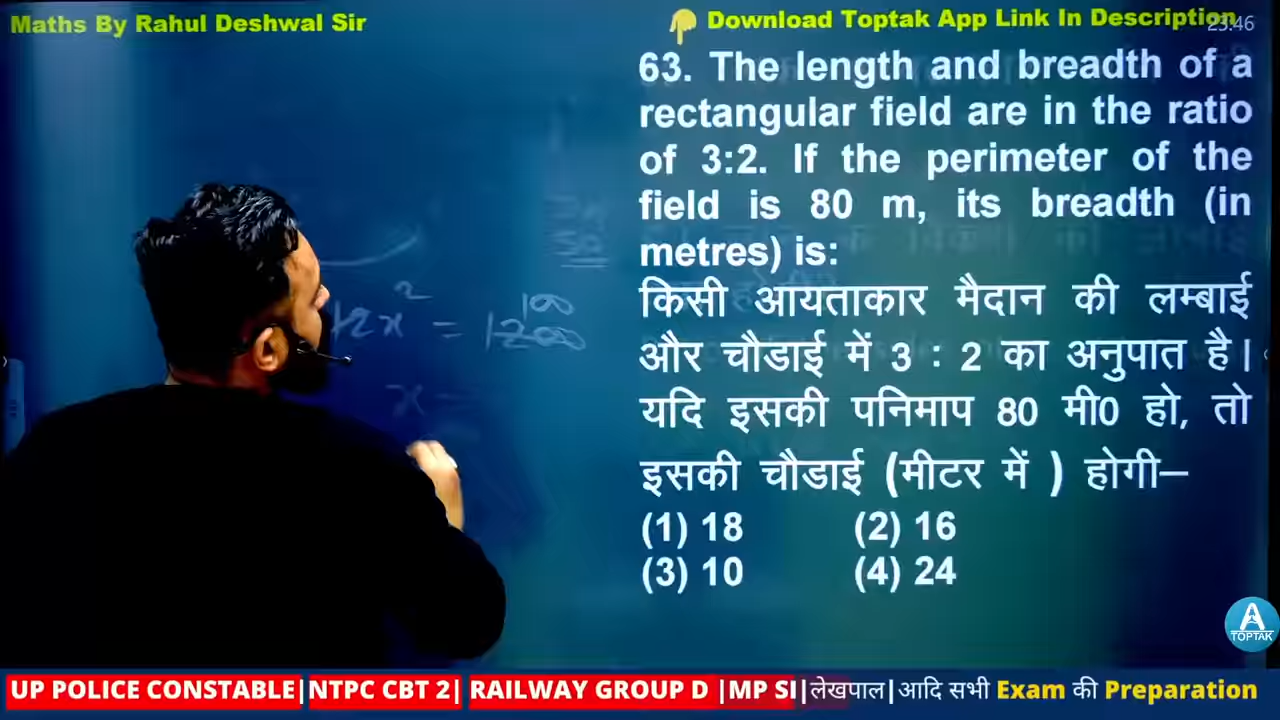 Maths By Rahul Deshwal Sir
Download Toptak App Link In Description
23:46
63. The length and breadth of a
rectangular field are in the ratio
of 3:2. If the perimeter of the
field is 80 m, its breadth (in
metres) is:
किसी आयताकार मैदान की लम्बाई
और चौडाई में 3 : 2 का अनुपात है।
यदि इसकी पनिमाप 80 मी0 हो, तो
इसकी चौडाई (मीटर में ) होगी–
(1) 18 (2) 16
(3) 10 (4) 24
100
12x² = 1200
x =
A
TOPTAK
UP POLICE CONSTABLE| NTPC CBT 2| RAILWAY GROUP D |MP SI|लेखपाल|आदि सभी Exam की Preparation